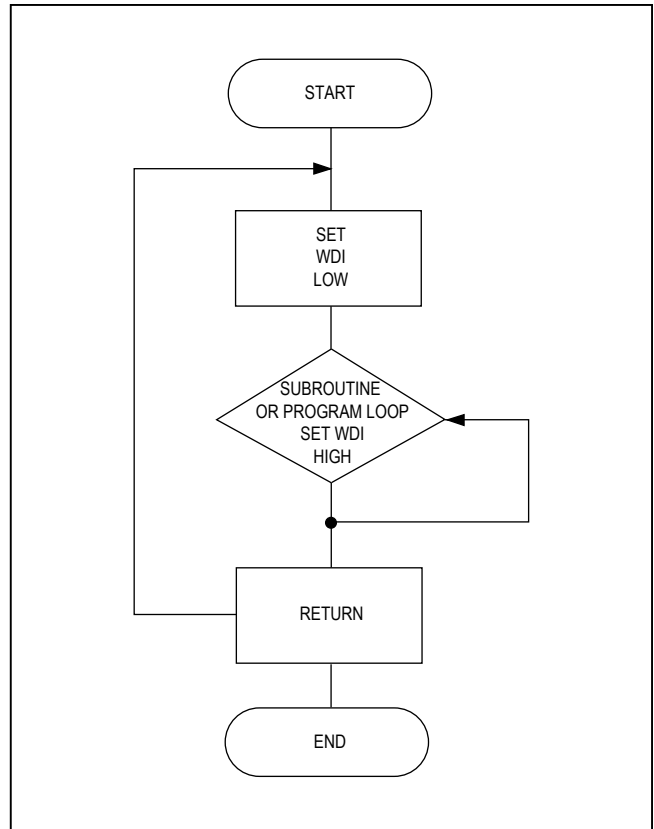 START
SET
WDI
LOW
SUBROUTINE
OR PROGRAM LOOP
SET WDI
HIGH
RETURN
END